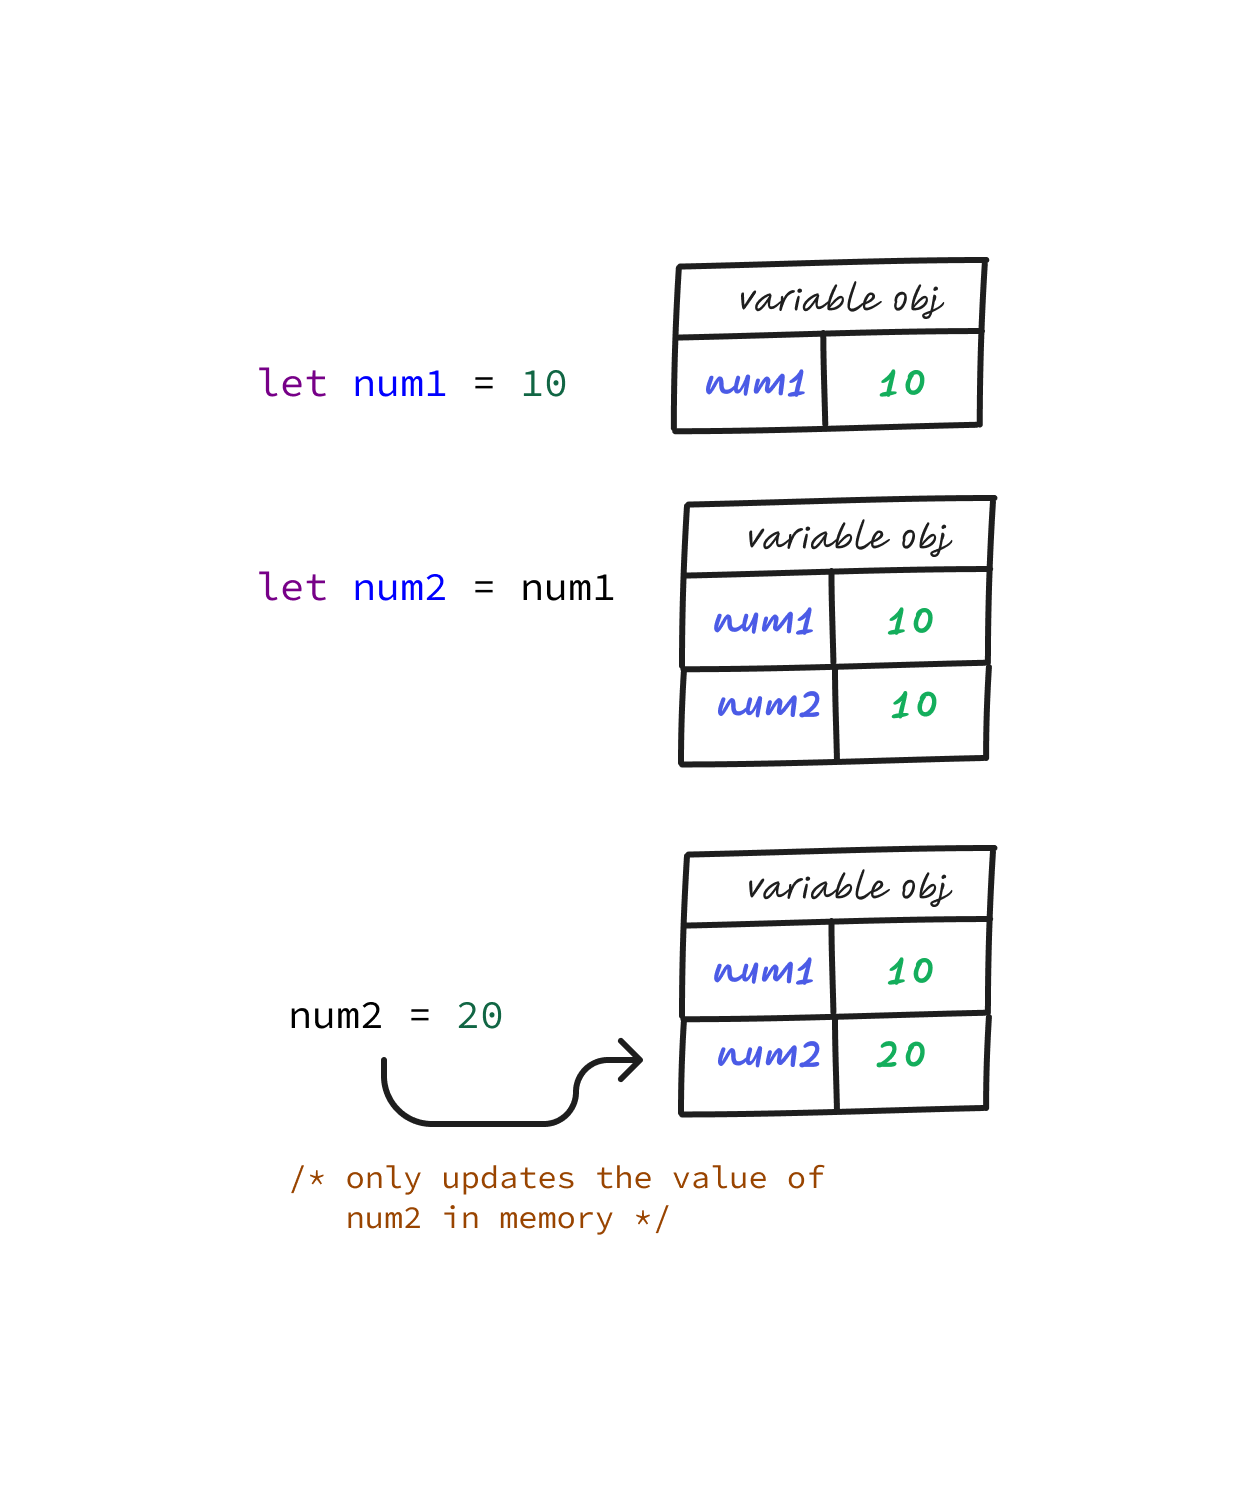 variable obj
let num1 = 10
num1 10
variable obj
let num2 = num1
num1 10
num2 10
variable obj
num1 10
num2 = 20
num2 20
/* only updates the value of
num2 in memory */